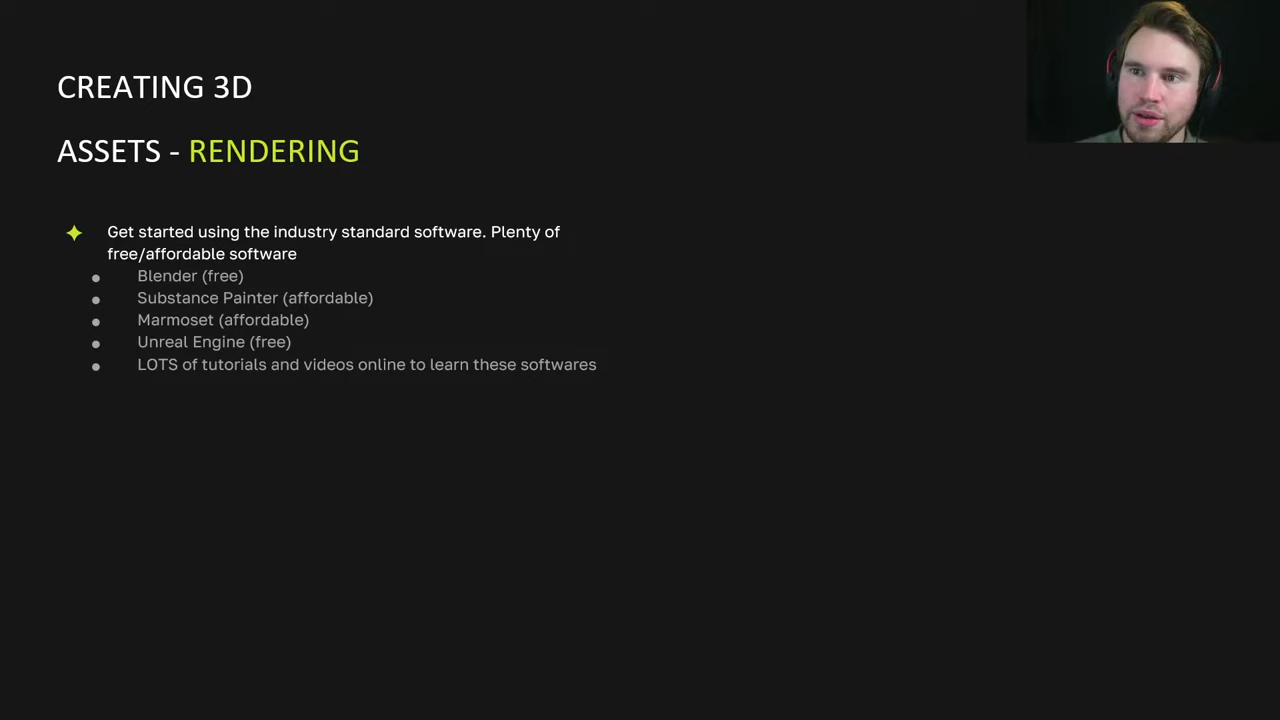 CREATING 3D
ASSETS - RENDERING
Get started using the industry standard software. Plenty of
free/affordable software
Blender (free)
Substance Painter (affordable)
Marmoset (affordable)
Unreal Engine (free)
LOTS of tutorials and videos online to learn these softwares